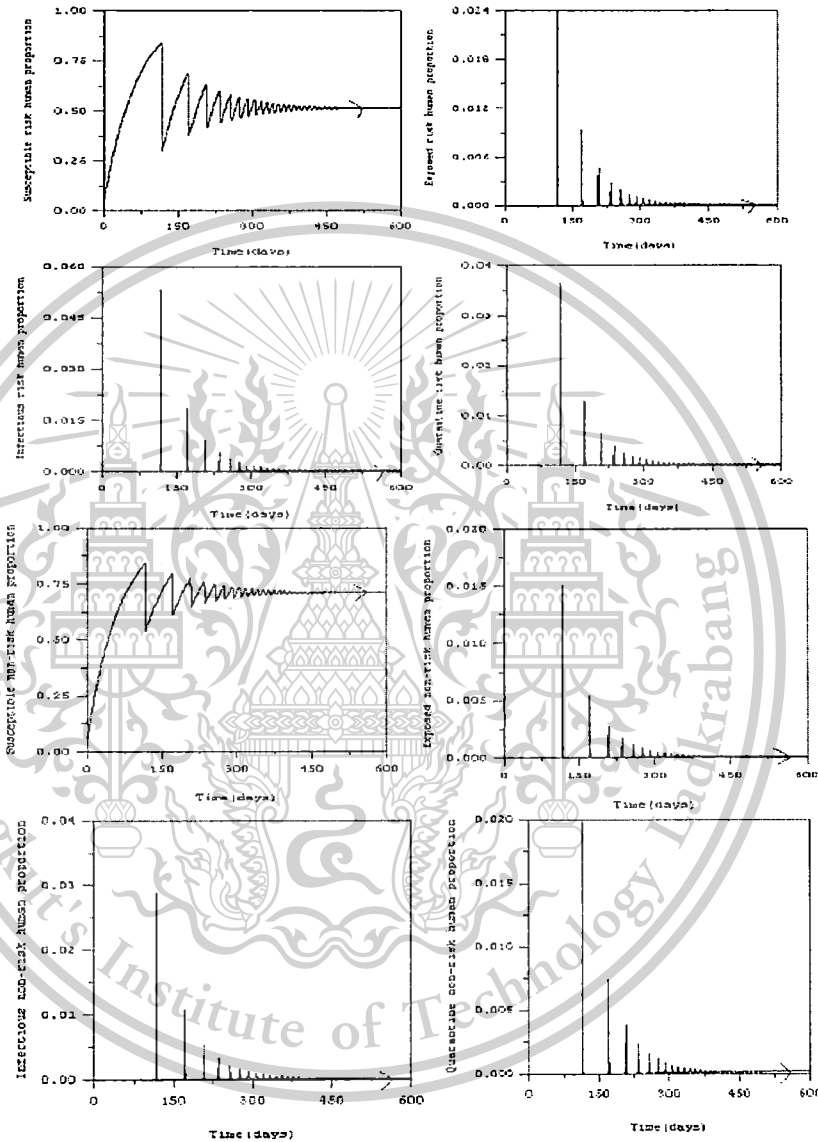 Susceptible risk human proportion
1.00
0.75
0.50
0.25
0.00
0 150 300 450 600
Time(days)
Exposed risk human proportion
0.024
0.018
0.012
0.006
0.000
0 150 300 450 600
Time(days)
Infectious risk human proportion
0.060
0.045
0.030
0.015
0.000
0 150 300 450 600
Time(days)
Quarantine risk human proportion
0.04
0.03
0.02
0.01
0.00
0 150 300 450 600
Time(days)
Susceptible non-risk human proportion
1.00
0.75
0.50
0.25
0.00
0 150 300 450 600
Time(days)
Exposed non-risk human proportion
0.020
0.015
0.010
0.005
0.000
0 150 300 450 600
Time(days)
Infectious non-risk human proportion
0.04
0.03
0.02
0.01
0.00
0 150 300 450 600
Time(days)
Quarantine non-risk human proportion
0.020
0.015
0.010
0.005
0.000
0 150 300 450 600
Time(days)
Institute of Technology